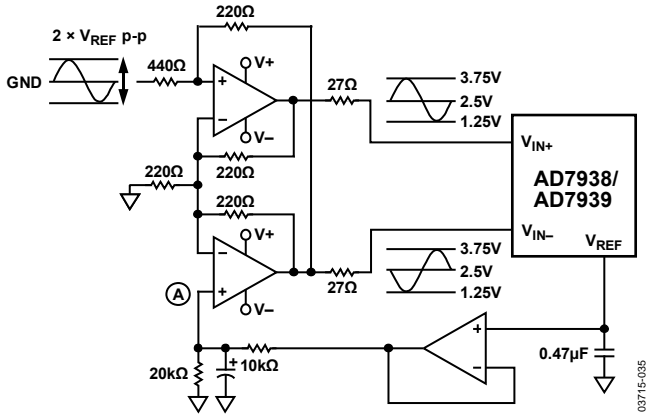 220Ω
2 × VREF p-p
440Ω
GND
V+
+
–
V–
27Ω
3.75V
2.5V
1.25V
220Ω
220Ω
220Ω
VIN+
AD7938/
AD7939
VIN–
VREF
V+
–
+
V–
A
27Ω
3.75V
2.5V
1.25V
+
–
0.47µF
20kΩ
+
10kΩ
03715-035